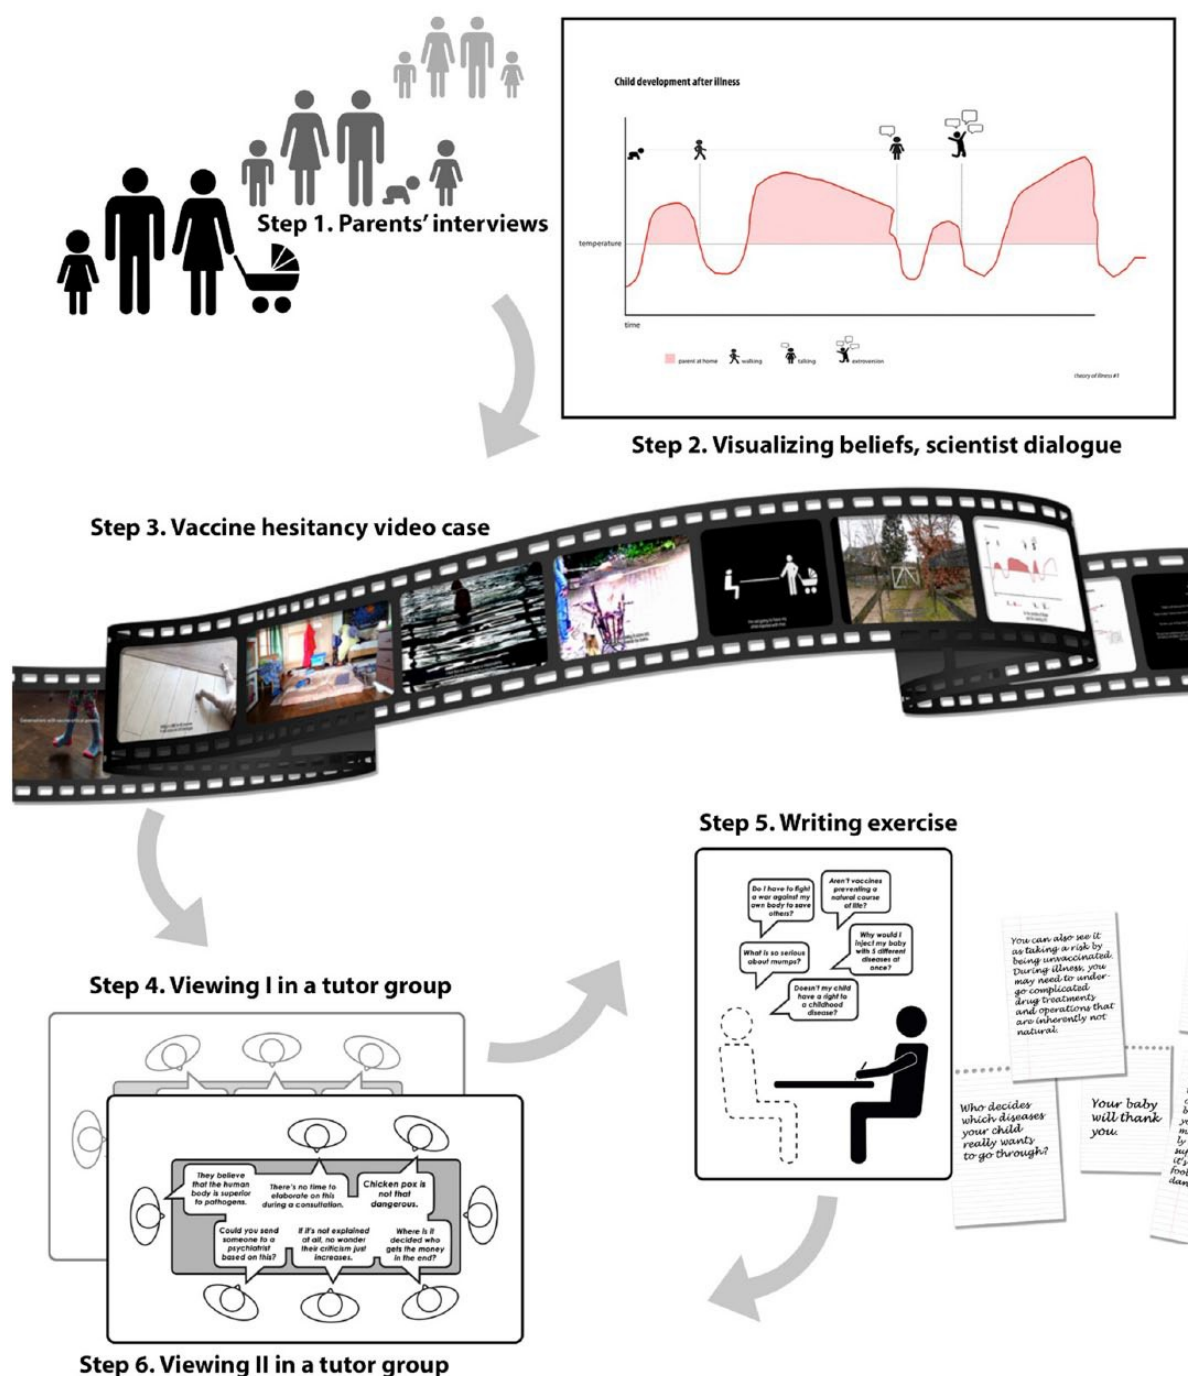 Step 1. Parents' interviews
Child development after illness
temperature
time
parent at home
walking
talking
extroversion
theory of illness #1
Step 2. Visualizing beliefs, scientist dialogue
Step 3. Vaccine hesitancy video case
Step 4. Viewing I in a tutor group
Step 5. Writing exercise
Do I have to fight
a war against my
own body to save
others?
Aren't vaccines
preventing a
natural course
of life?
What is so serious
about mumps?
Why would I
inject my baby
with 5 different
diseases at
once?
Doesn't my child
have a right to
a childhood
disease?
You can also see it
as taking a risk by
being unvaccinated.
During illness, you
may need to under-
go complicated
drug treatments
and operations that
are inherently not
natural.
Who decides
which diseases
your child
really wants
to go through?
Your baby
will thank
you.
They believe
that the human
body is superior
to pathogens.
There's no time to
elaborate on this
during a consultation.
Chicken pox is
not that
dangerous.
Could you send
someone to a
psychiatrist
based on this?
If it's not explained
at all, no wonder
their criticism just
increases.
Where is it
decided who
gets the money
in the end?
Step 6. Viewing II in a tutor group